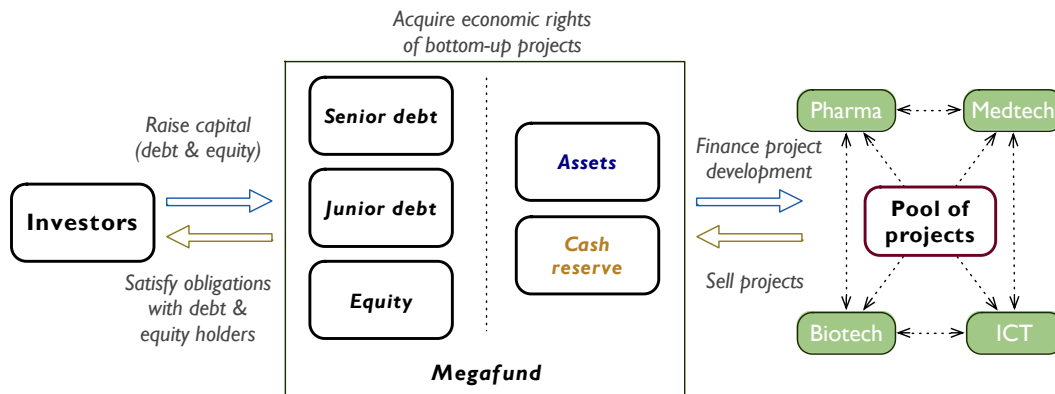 Acquire economic rights
of bottom-up projects
Raise capital
(debt & equity)
Investors
Satisfy obligations
with debt &
equity holders
Senior debt
Junior debt
Equity
Assets
Cash
reserve
Megafund
Finance project
development
Sell projects
Pharma
Medtech
Pool of
projects
Biotech
ICT